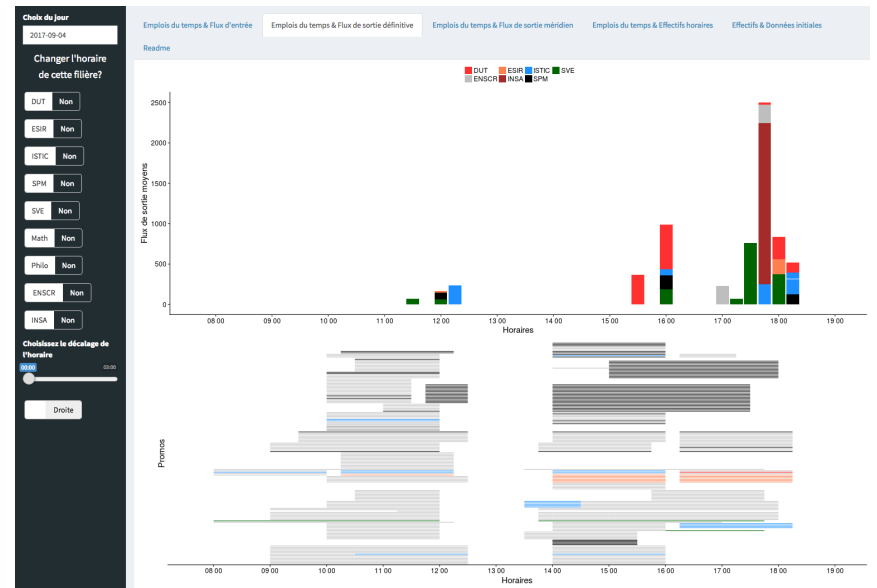 Choix du jour
2017-09-04
Changer l'horaire
de cette filière?
DUT Non
ESIR Non
ISTIC Non
SPM Non
SVE Non
Math Non
Philo Non
ENSCR Non
INSA Non
Choisissez le décalage de
l'horaire
00:00 03:00
Droite
Emplois du temps & Flux d'entrée Emplois du temps & Flux de sortie définitive Emplois du temps & Flux de sortie méridien Emplois du temps & Effectifs horaires Effectifs & Données initiales
Readme
DUT ESIR ISTIC SVE
ENSCR INSA SPM
Flux de sortie moyens
2500
2000
1500
1000
500
0
08:00 09:00 10:00 11:00 12:00 13:00 14:00 15:00 16:00 17:00 18:00 19:00
Horaires
Promos
08:00 09:00 10:00 11:00 12:00 13:00 14:00 15:00 16:00 17:00 18:00 19:00
Horaires